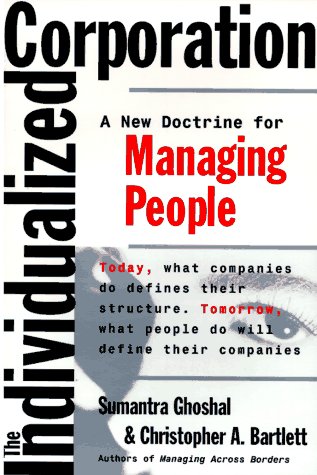 The Individualized
Corporation
A New Doctrine for
Managing
People
Today, what companies
do defines their
structure. Tomorrow,
what people do will
define their companies
Sumantra Ghoshal
& Christopher A. Bartlett
Authors of Managing Across Borders